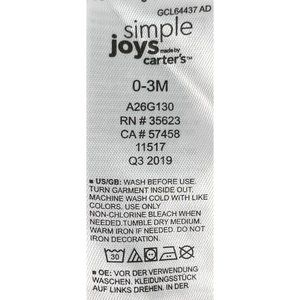 GCL64437 AD
simple
joys made by
carter's™
0-3M
A26G130
RN # 35623
CA # 57458
11517
Q3 2019
■ US/GB: WASH BEFORE USE.
TURN GARMENT INSIDE OUT.
MACHINE WASH COLD WITH LIKE
COLORS. USE ONLY
NON-CHLORINE BLEACH WHEN
NEEDED.TUMBLE DRY MEDIUM.
WARM IRON IF NEEDED. DO NOT
DRY CLEAN.
30
■ OE: VOR DER VERWENDUNG
WASCHEN. KLEIDUNGSSTÜCK
AUF LINKS DREHEN. IN DER